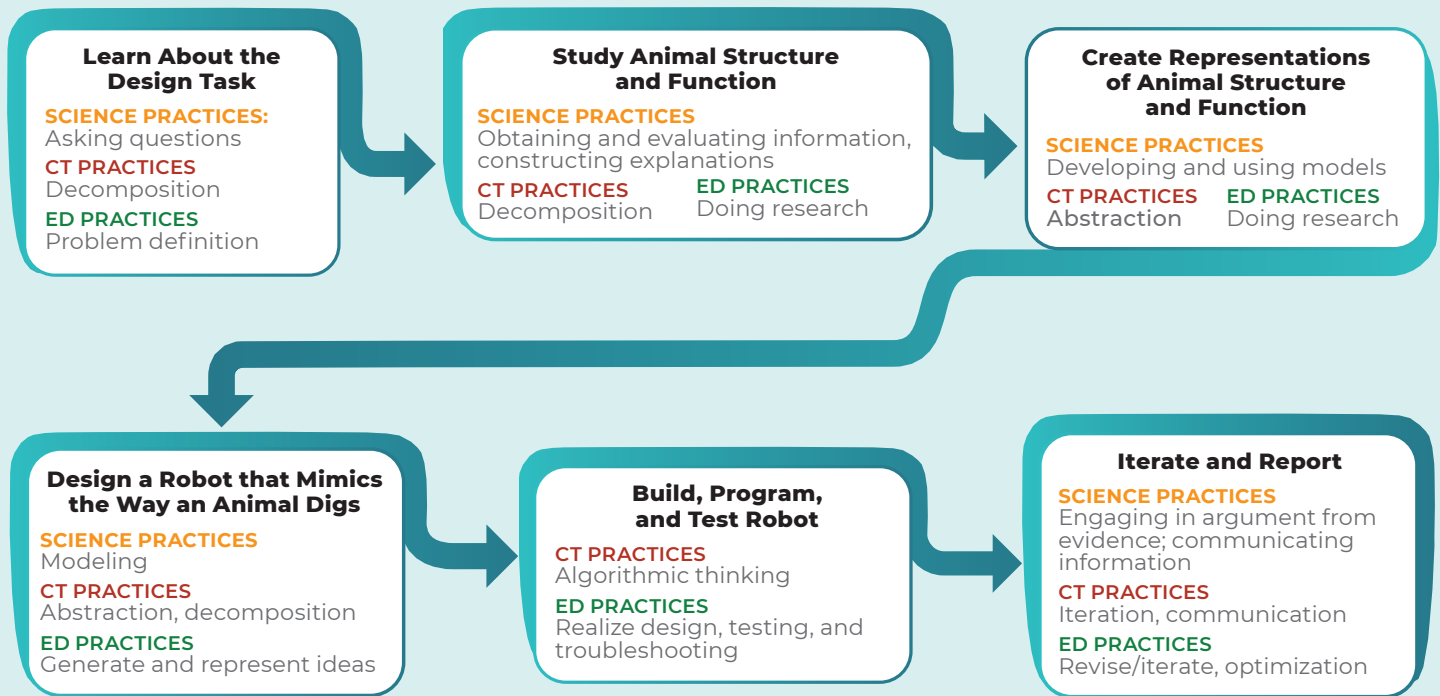 Learn About the
Design Task
SCIENCE PRACTICES:
Asking questions
CT PRACTICES
Decomposition
ED PRACTICES
Problem definition
Study Animal Structure
and Function
SCIENCE PRACTICES
Obtaining and evaluating information,
constructing explanations
CT PRACTICES
Decomposition
ED PRACTICES
Doing research
Create Representations
of Animal Structure
and Function
SCIENCE PRACTICES
Developing and using models
CT PRACTICES
Abstraction
ED PRACTICES
Doing research
Design a Robot that Mimics
the Way an Animal Digs
SCIENCE PRACTICES
Modeling
CT PRACTICES
Abstraction, decomposition
ED PRACTICES
Generate and represent ideas
Build, Program,
and Test Robot
CT PRACTICES
Algorithmic thinking
ED PRACTICES
Realize design, testing, and
troubleshooting
Iterate and Report
SCIENCE PRACTICES
Engaging in argument from
evidence; communicating
information
CT PRACTICES
Iteration, communication
ED PRACTICES
Revise/iterate, optimization